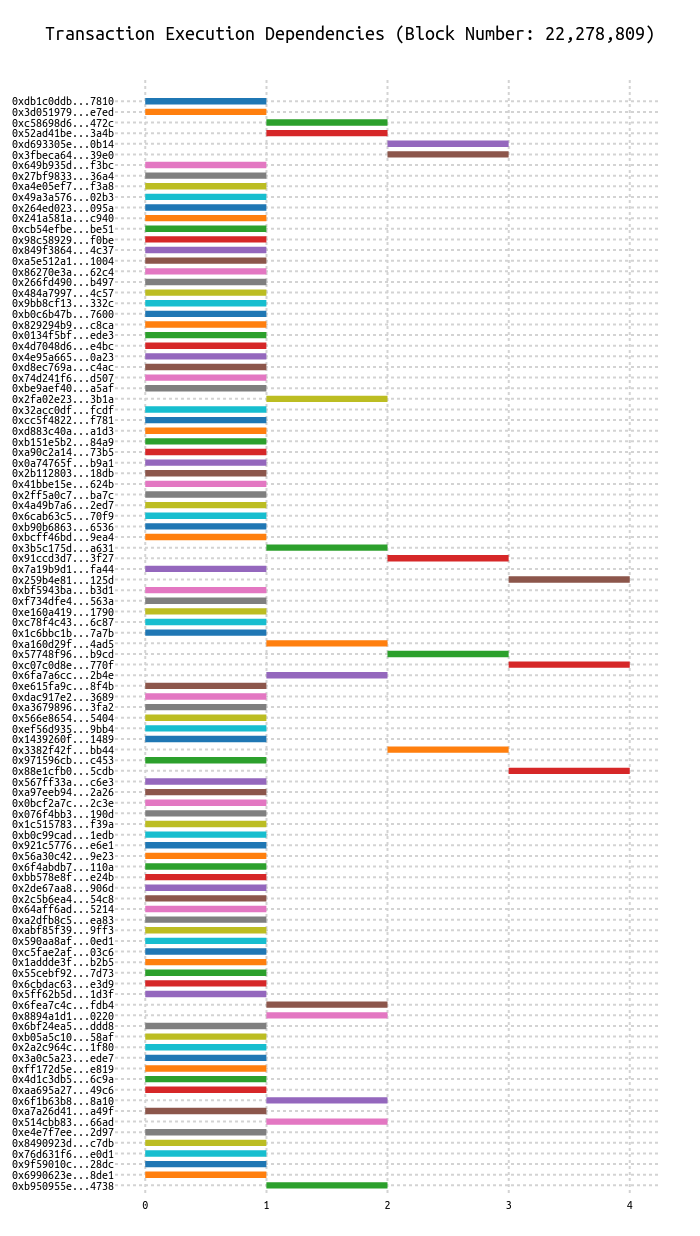 Transaction Execution Dependencies (Block Number: 22,278,809)
0xdb1c0ddb...7810
0x3d051979...e7ed
0xc58698d6...472c
0x52ad41be...3a4b
0xd693305e...0b14
0x3fbeca64...39e0
0x649b935d...f3bc
0x27bf9833...36a4
0xa4e05ef7...f3a8
0x49a3a576...02b3
0x264ed023...095a
0x241a581a...c940
0xcb54efbe...be51
0x98c58929...f0be
0x849f3864...4c37
0xa5e512a1...1004
0x86270e3a...62c4
0x266fd490...b497
0x484a7997...4c57
0x9bb8cf13...332c
0xb0c6b47b...7600
0x829294b9...c8ca
0x0134f5bf...ede3
0x4d7048d6...e4bc
0x4e95a665...0a23
0xd8ec769a...c4ac
0x74d241f6...d507
0xbe9aef40...a5af
0x2fa02e23...3b1a
0x32acc0df...fcdf
0xcc5f4822...f781
0xd883c40a...a1d3
0xb151e5b2...84a9
0xa90c2a14...73b5
0x0a74765f...b9a1
0x2b112803...18db
0x41bbe15e...624b
0x2ff5a0c7...ba7c
0x4a49b7a6...2ed7
0x6cab63c5...70f9
0xb90b6863...6536
0xbcff46bd...9ea4
0x3b5c175d...a631
0x91ccd3d7...3f27
0x7a19b9d1...fa44
0x259b4e81...125d
0xbf5943ba...b3d1
0xf734dfe4...563a
0xe160a419...1790
0xc78f4c43...6c87
0x1c6bbc1b...7a7b
0xa160d29f...4ad5
0x57748f96...b9cd
0xc07c0d8e...770f
0x6fa7a6cc...2b4e
0xe615fa9c...8f4b
0xdac917e2...3689
0xa3679896...3fa2
0x566e8654...5404
0xef56d935...9bb4
0x1439260f...1489
0x3382f42f...bb44
0x971596cb...c453
0x88e1cfb0...5cdb
0x567ff33a...c6e3
0xa97eeb94...2a26
0x0bcf2a7c...2c3e
0x076f4bb3...190d
0x1c515783...f39a
0xb0c99cad...1edb
0x921c5776...e6e1
0x56a30c42...9e23
0x6f4abdb7...110a
0xbb578e8f...e24b
0x2de67aa8...906d
0x2c5b6ea4...54c8
0x64aff6ad...5214
0xa2dfb8c5...ea83
0xabf85f39...9ff3
0x590aa8af...0ed1
0xc5fae2af...03c6
0x1addde3f...b2b5
0x55cebf92...7d73
0x6cbdac63...e3d9
0x5ff62b5d...1d3f
0x6fea7c4c...fdb4
0x8894a1d1...0220
0x6bf24ea5...ddd8
0xb05a5c10...58af
0x2a2c964c...1f80
0x3a0c5a23...ede7
0xff172d5e...e819
0x4d1c3db5...6c9a
0xaa695a27...49c6
0x6f1b63b8...8a10
0xa7a26d41...a49f
0x514cbb83...66ad
0xe4e7f7ee...2d97
0x8490923d...c7db
0x76d631f6...e0d1
0x9f59010c...28dc
0x6990623e...8de1
0xb950955e...4738
0 1 2 3 4